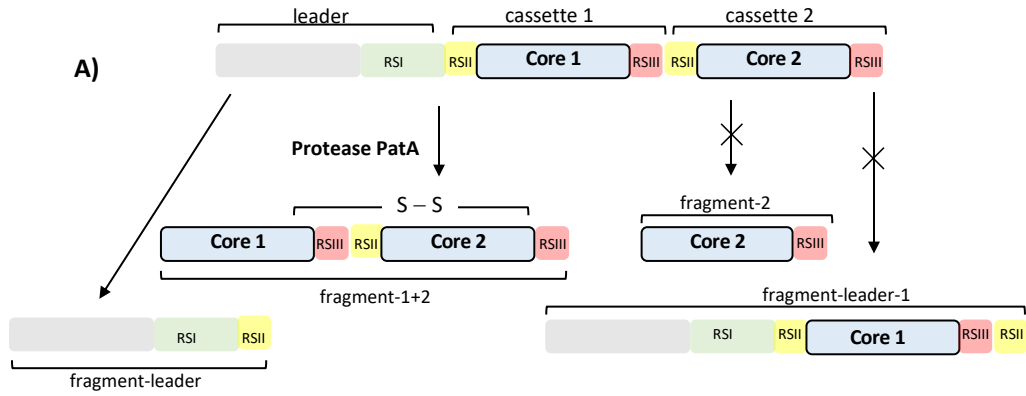 leader
cassette 1
cassette 2
A)
RSI
RSII
Core 1
RSIII
RSII
Core 2
RSIII
Protease PatA
S – S
fragment-2
Core 1
RSIII
RSII
Core 2
RSIII
Core 2
RSIII
fragment-1+2
fragment-leader-1
RSI
RSII
RSI
RSII
Core 1
RSIII
RSII
fragment-leader